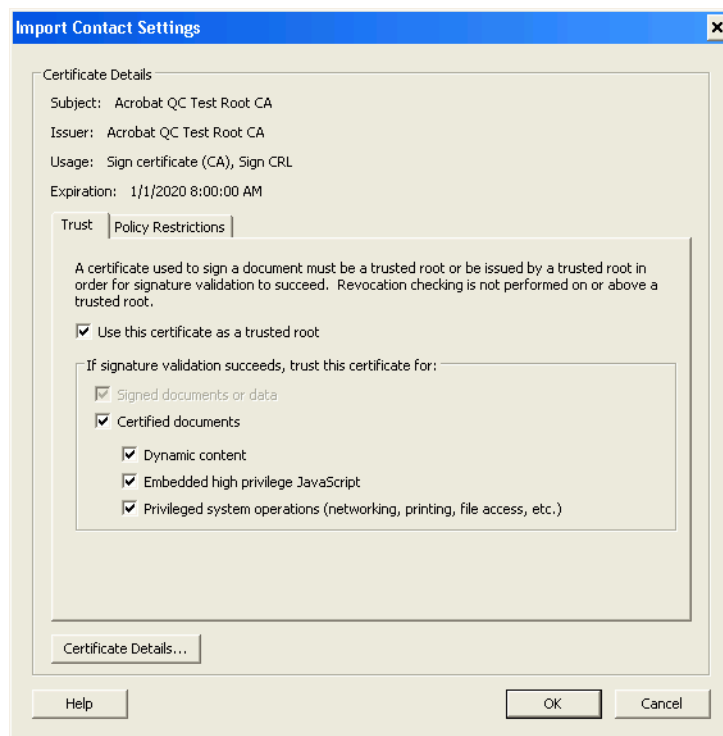 Import Contact Settings
Certificate Details
Subject: Acrobat QC Test Root CA
Issuer: Acrobat QC Test Root CA
Usage: Sign certificate (CA), Sign CRL
Expiration: 1/1/2020 8:00:00 AM
Trust Policy Restrictions
A certificate used to sign a document must be a trusted root or be issued by a trusted root in
order for signature validation to succeed. Revocation checking is not performed on or above a
trusted root.
Use this certificate as a trusted root
If signature validation succeeds, trust this certificate for:
Signed documents or data
Certified documents
Dynamic content
Embedded high privilege JavaScript
Privileged system operations (networking, printing, file access, etc.)
Certificate Details...
Help OK Cancel